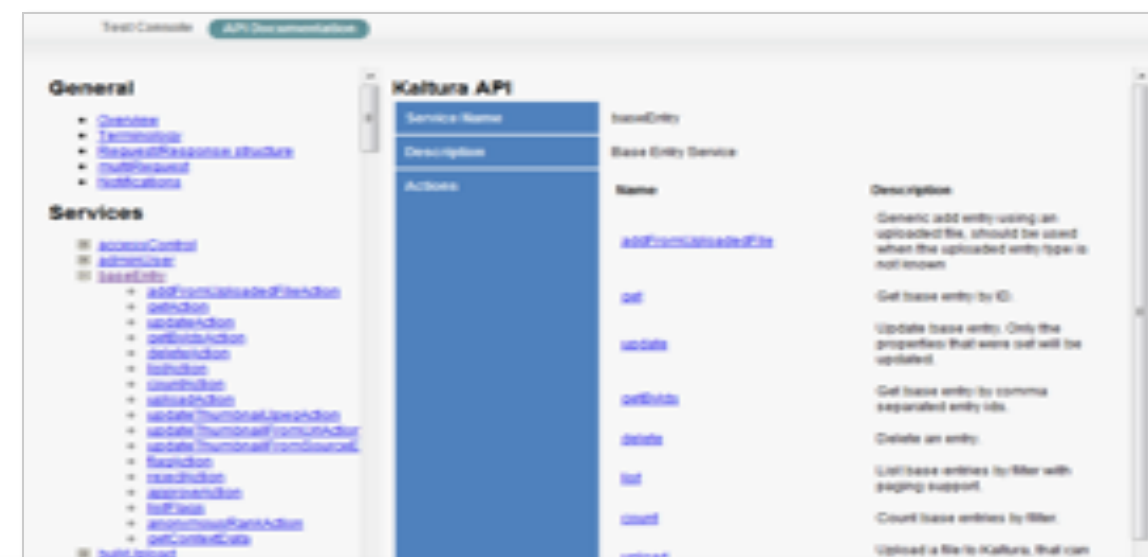 Test Console API Documentation
General
Overview
Terminology
Request/Response structure
multiRequest
Notifications
Services
accessControl
adminUser
baseEntry
addFromUploadedFileAction
getAction
updateAction
getByIdsAction
deleteAction
listAction
countAction
uploadAction
updateThumbnailJpegAction
updateThumbnailFromUrlAction
updateThumbnailFromSourceE
flagAction
rejectAction
approveAction
listFlags
anonymousRankAction
getContextData
bulkUpload
Kaltura API
Service Name baseEntry
Description Base Entry Service
Actions Name Description
addFromUploadedFile
Generic add entry using an
uploaded file, should be used
when the uploaded entry type is
not known
get Get base entry by ID.
update
Update base entry. Only the
properties that were set will be
updated.
getByIds
Get base entry by comma
separated entry ids.
delete Delete an entry.
list
List base entries by filter with
paging support.
count Count base entries by filter.
upload Upload a file to Kaltura, that can